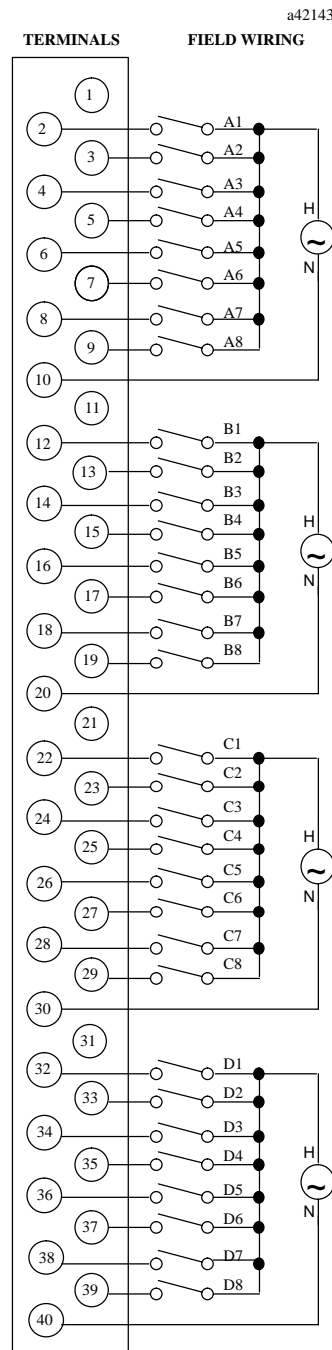 a42143
TERMINALS FIELD WIRING
1
2 A1
3 A2
4 A3
5 A4
6 A5
7 A6
8 A7
9 A8
10
H
~
N
11
12 B1
13 B2
14 B3
15 B4
16 B5
17 B6
18 B7
19 B8
20
H
~
N
21
22 C1
23 C2
24 C3
25 C4
26 C5
27 C6
28 C7
29 C8
30
H
~
N
31
32 D1
33 D2
34 D3
35 D4
36 D5
37 D6
38 D7
39 D8
40
H
~
N